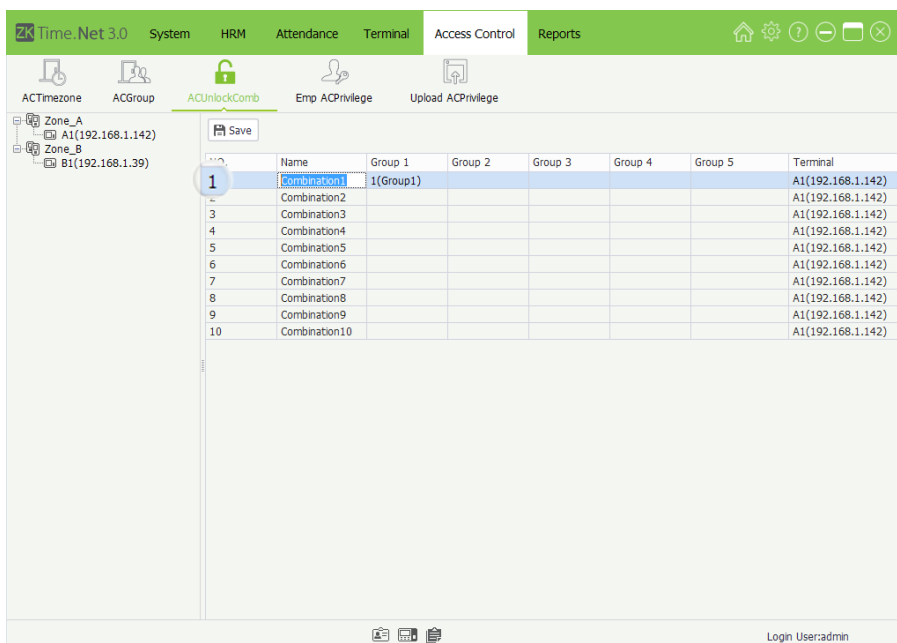 ZK Time.Net 3.0 System HRM Attendance Terminal Access Control Reports
ACTimezone ACGroup ACUnlockComb Emp ACPrivilege Upload ACPrivilege
Zone_A
A1(192.168.1.142)
Zone_B
B1(192.168.1.39)
Save
Name Group 1 Group 2 Group 3 Group 4 Group 5 Terminal
1 Combination1 1(Group1) A1(192.168.1.142)
Combination2 A1(192.168.1.142)
3 Combination3 A1(192.168.1.142)
4 Combination4 A1(192.168.1.142)
5 Combination5 A1(192.168.1.142)
6 Combination6 A1(192.168.1.142)
7 Combination7 A1(192.168.1.142)
8 Combination8 A1(192.168.1.142)
9 Combination9 A1(192.168.1.142)
10 Combination10 A1(192.168.1.142)
Login User:admin